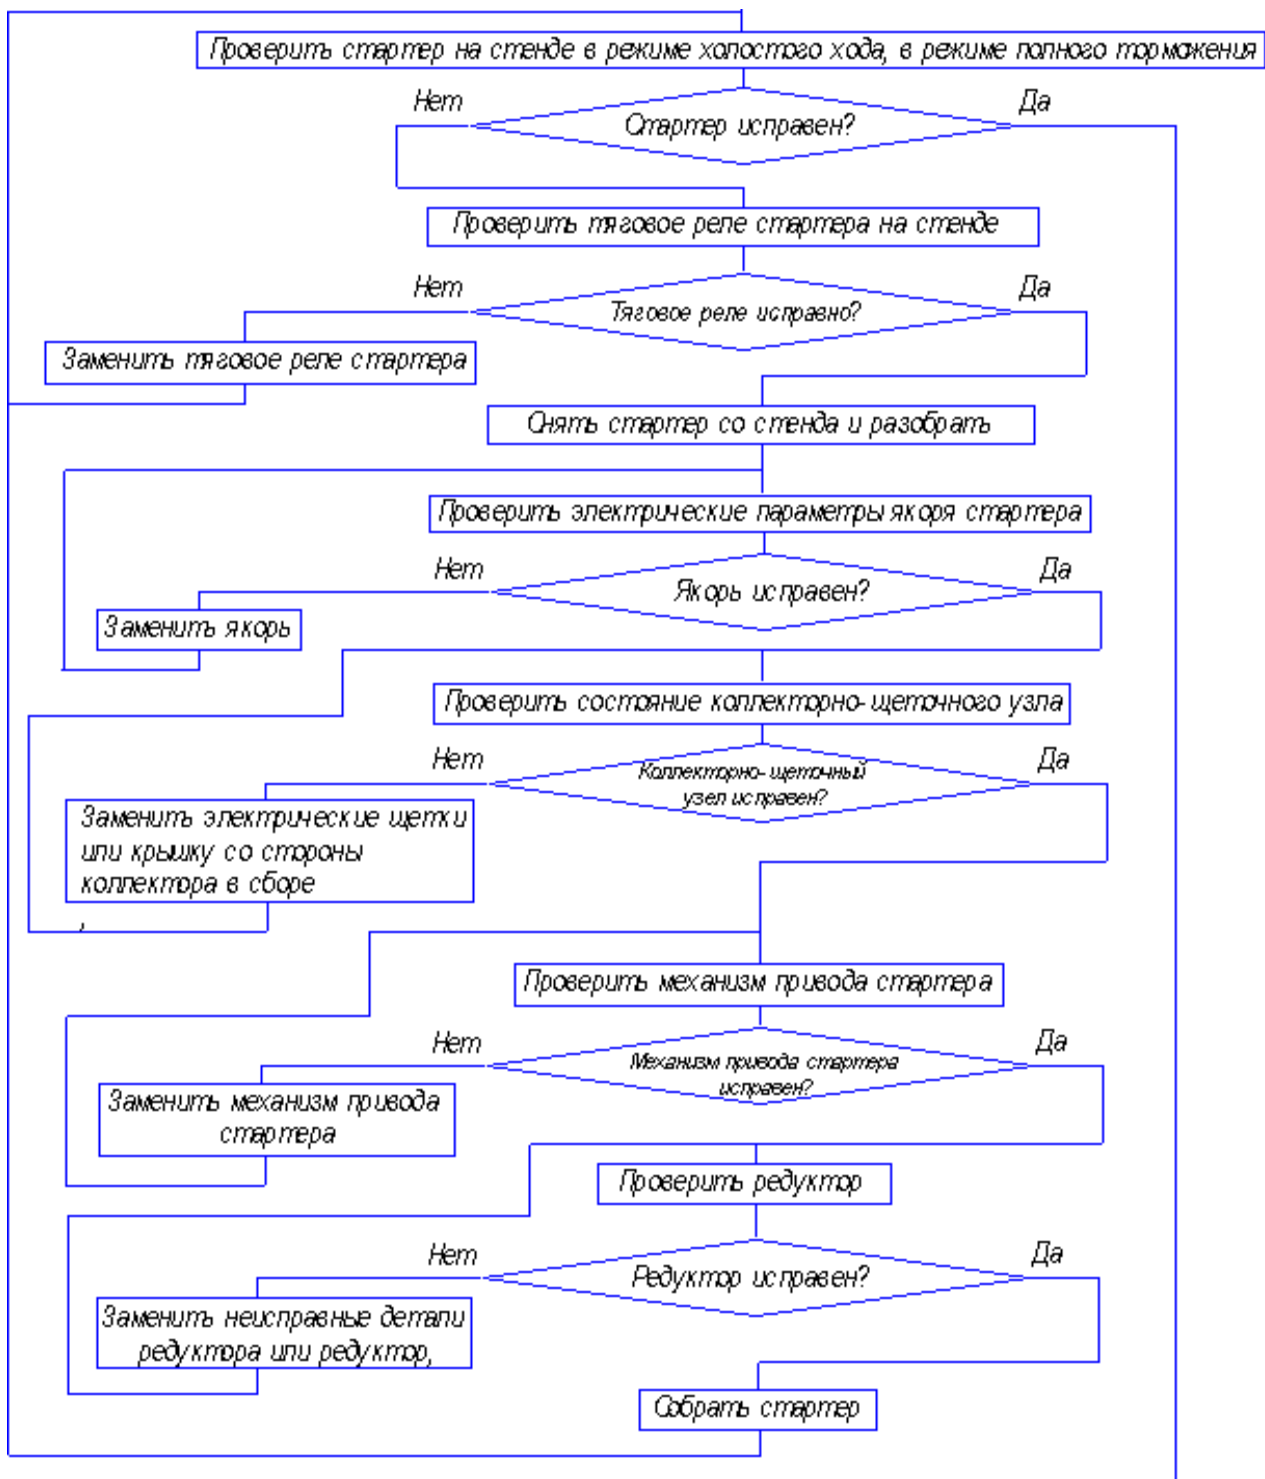 Проверить стартер на стенде в режиме холостого хода, в режиме полного торможения
Нет
Да
Стартер исправен?
Проверить тяговое реле стартера на стенде
Нет
Да
Тяговое реле исправно?
Заменить тяговое реле стартера
Снять стартер со стенда и разобрать
Проверить электрические параметры якоря стартера
Нет
Да
Якорь исправен?
Заменить якорь
Проверить состояние коллекторно-щеточного узла
Нет
Да
Коллекторно-щеточный
узел исправен?
Заменить электрические щетки
или крышку со стороны
коллектора в сборе
,
Проверить механизм привода стартера
Нет
Да
Механизм привода стартера
исправен?
Заменить механизм привода
стартера
Проверить редуктор
Нет
Да
Редуктор исправен?
Заменить неисправные детали
редуктора или редуктор,
Собрать стартер